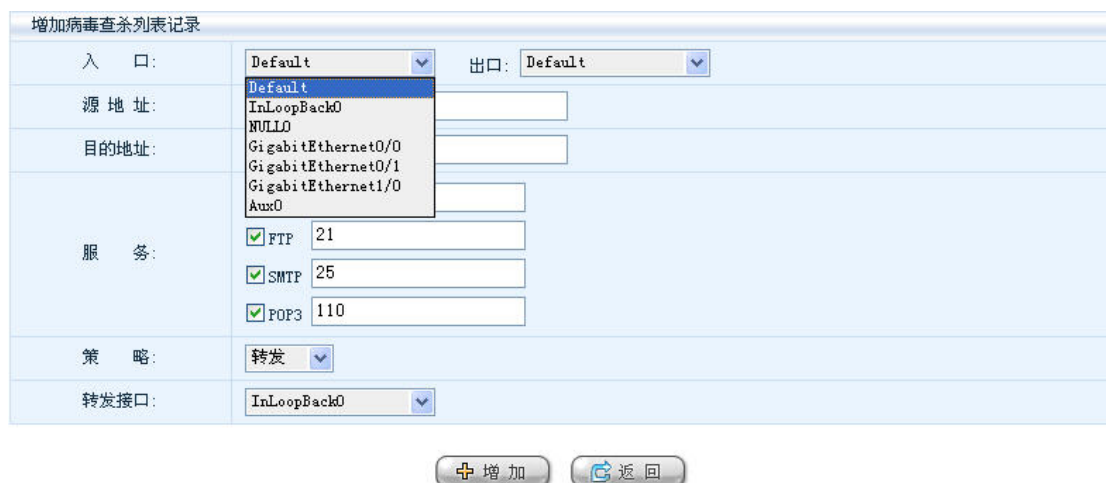 增加病毒查杀列表记录
入 口: Default 出口: Default
Default
InLoopBack0
NULL0
GigabitEthernet0/0
GigabitEthernet0/1
GigabitEthernet1/0
Aux0
源 地 址:
目的地址:
服 务:
FTP 21
SMTP 25
POP3 110
策 略: 转发
转发接口: InLoopBack0
增 加 返 回